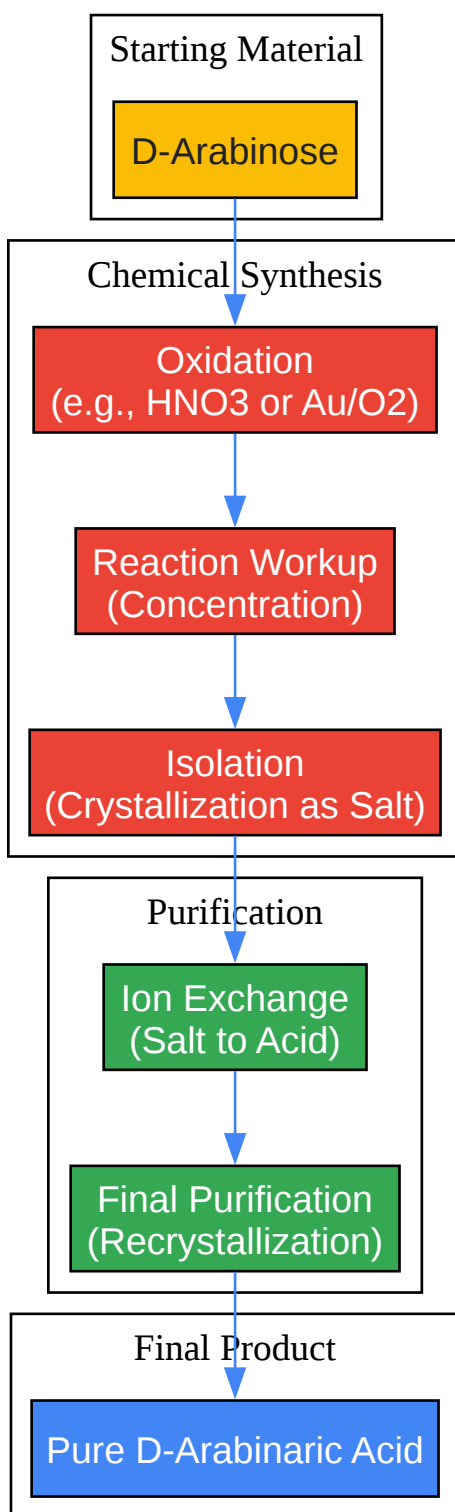 Starting Material
D-Arabinose
Chemical Synthesis
Oxidation
(e.g., HNO3 or Au/O2)
Reaction Workup
(Concentration)
Isolation
(Crystallization as Salt)
Purification
Ion Exchange
(Salt to Acid)
Final Purification
(Recrystallization)
Final Product
Pure D-Arabinaric Acid